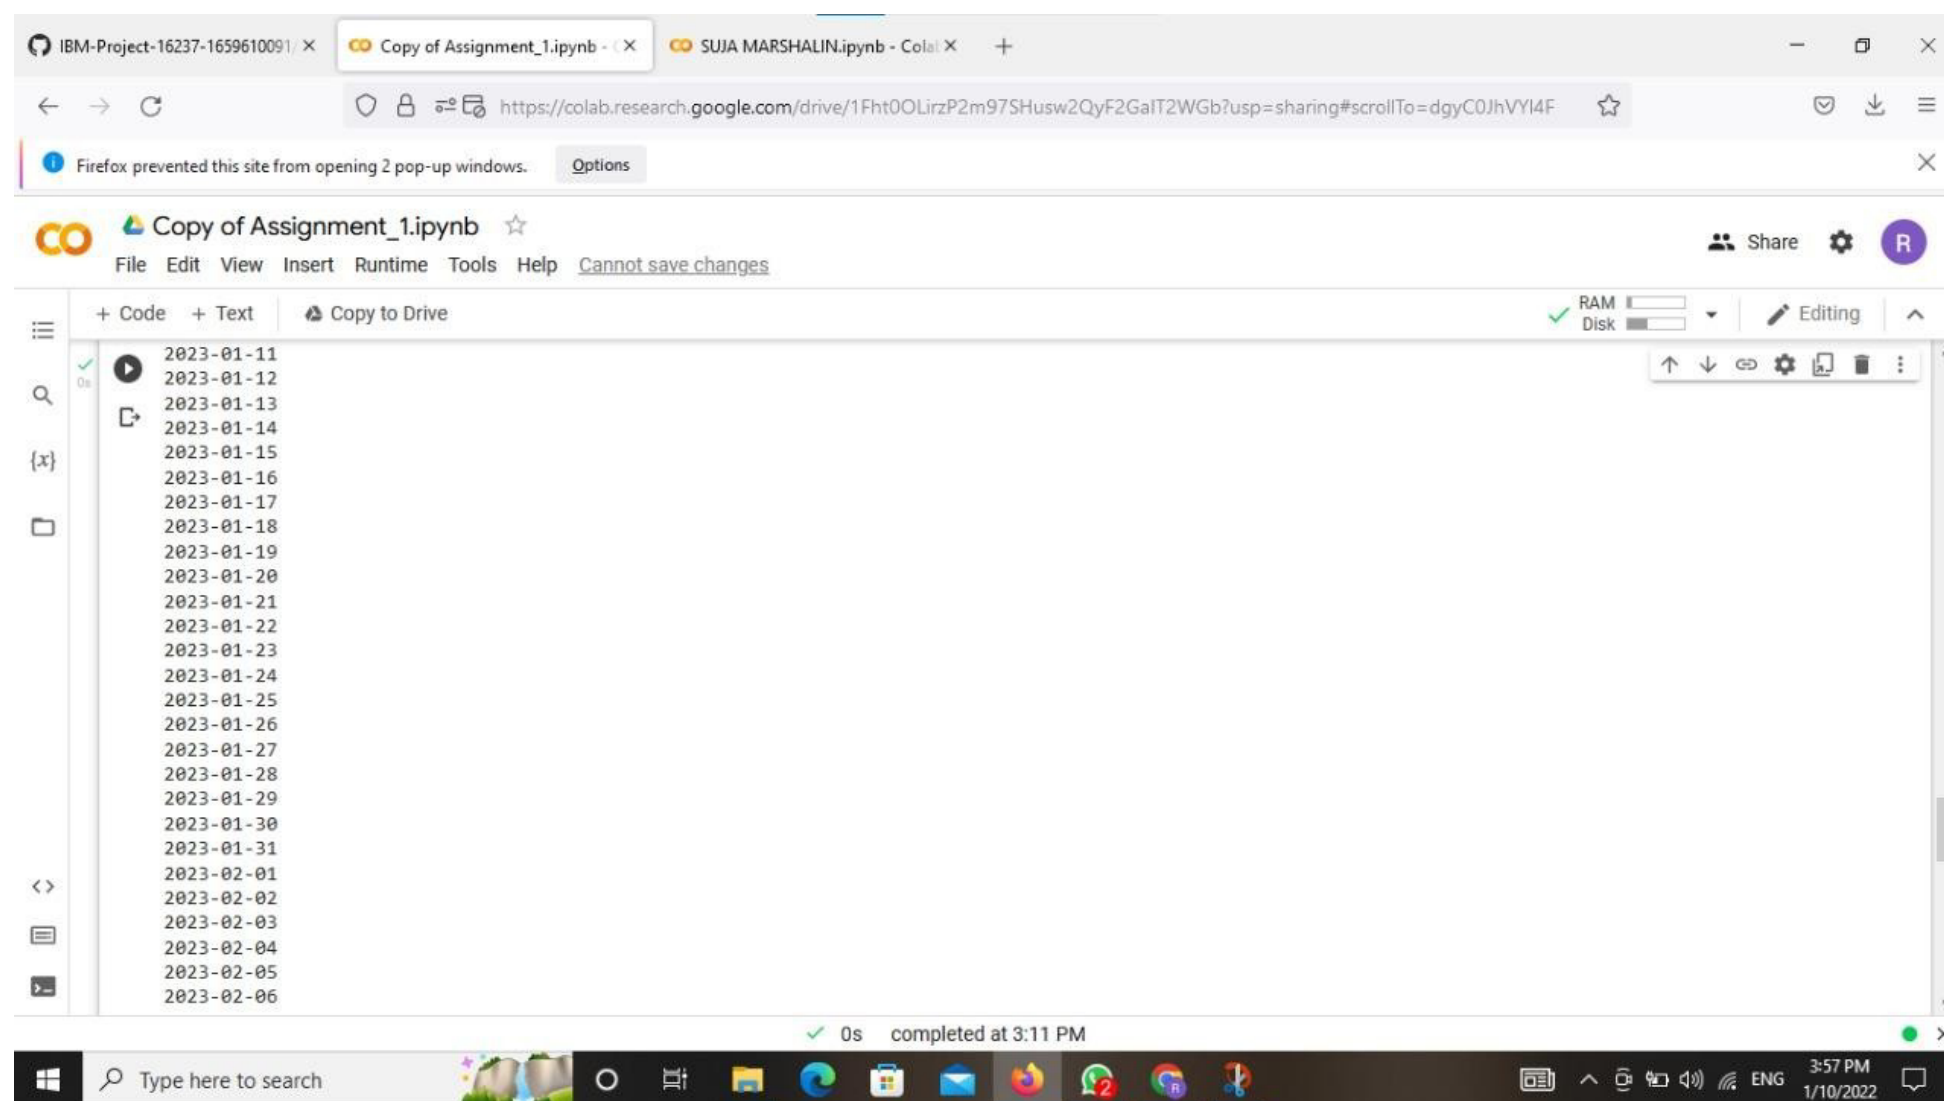 IBM-Project-16237-1659610091/
Copy of Assignment_1.ipynb - C
SUJA MARSHALIN.ipynb - Colab
https://colab.research.google.com/drive/1Fht0OLirzP2m97SHusw2QyF2GaIT2WGb?usp=sharing#scrollTo=dgyC0JhVYl4F
Firefox prevented this site from opening 2 pop-up windows. Options
CO Copy of Assignment_1.ipynb
Share R
File Edit View Insert Runtime Tools Help Cannot save changes
+ Code + Text Copy to Drive
RAM
Disk
Editing
0s
{x}
2023-01-11
2023-01-12
2023-01-13
2023-01-14
2023-01-15
2023-01-16
2023-01-17
2023-01-18
2023-01-19
2023-01-20
2023-01-21
2023-01-22
2023-01-23
2023-01-24
2023-01-25
2023-01-26
2023-01-27
2023-01-28
2023-01-29
2023-01-30
2023-01-31
2023-02-01
2023-02-02
2023-02-03
2023-02-04
2023-02-05
2023-02-06
0s completed at 3:11 PM
Type here to search
2
R
ENG
3:57 PM
1/10/2022